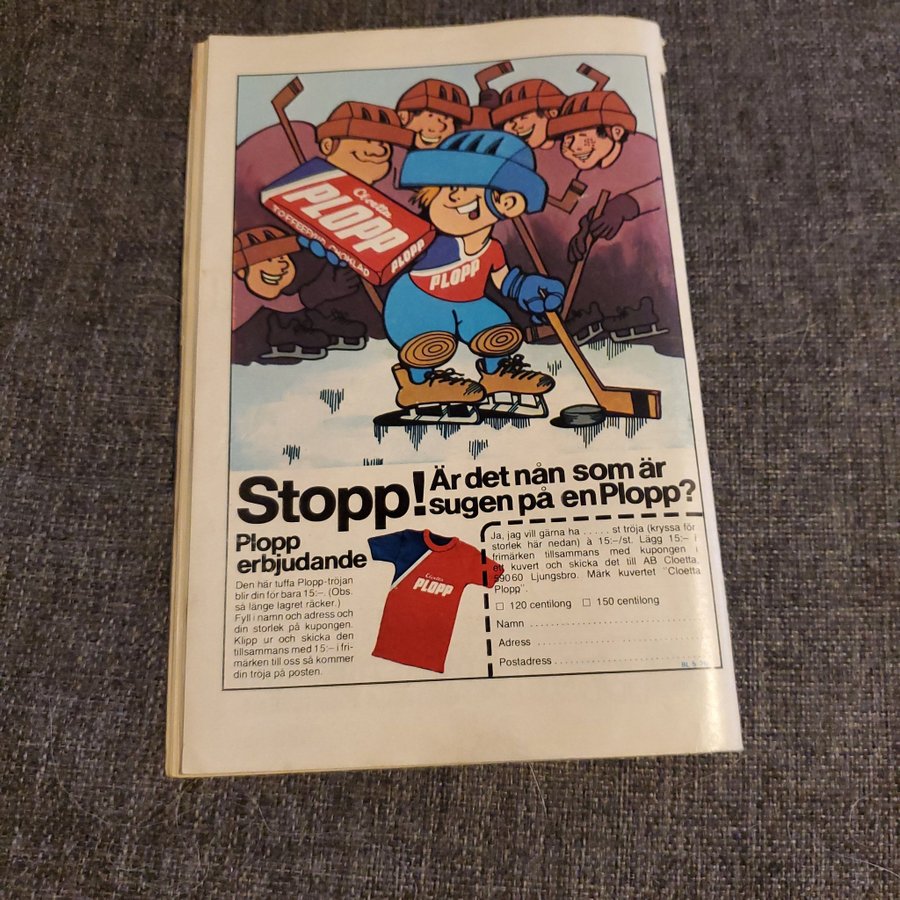 Cloetta
PLOPP
TOFFEEFYLLD CHOKLAD
PLOPP
PLOPP
Stopp! Är det nån som är
sugen på en Plopp?
Plopp
erbjudande
Den här tuffa Plopp-tröjan
blir din för bara 15:-. (Obs.
så länge lagret räcker.)
Fyll i namn och adress och
din storlek på kupongen.
Klipp ur och skicka den
tillsammans med 15:- i fri-
märken till oss så kommer
din tröja på posten.
Cloetta
PLOPP
Ja, jag vill gärna ha ..... st tröja (kryssa för
storlek här nedan) à 15:-/st. Lägg 15:- i
frimärken tillsammans med kupongen i
ett kuvert och skicka det till AB Cloetta,
59060 Ljungsbro. Märk kuvertet "Cloetta
Plopp".
☐ 120 centilong ☐ 150 centilong
Namn
Adress
Postadress